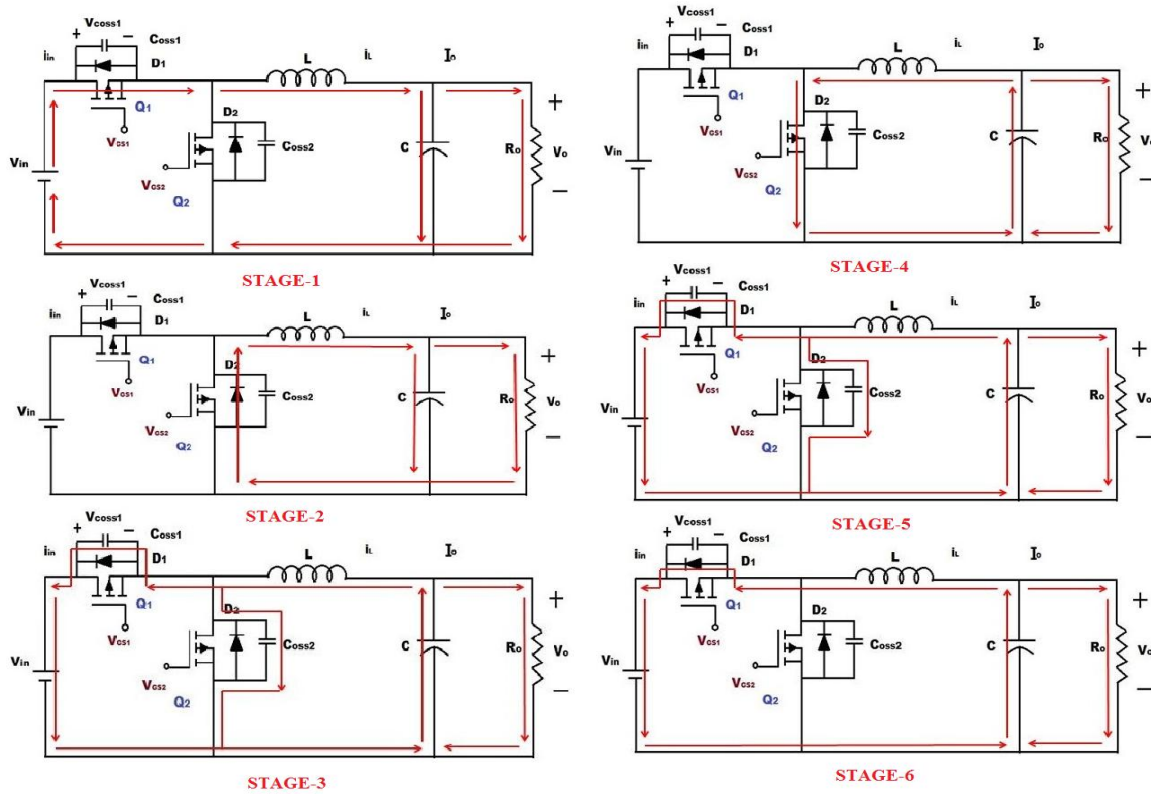 Vcoss1
+ − Coss1
iin D1 L iL Io
Q1 D2 +
VGS1
Vin Coss2 C Ro Vo
VGS2 −
Q2
STAGE-1
Vcoss1
+ − Coss1
iin D1 L iL Io
Q1 D2 +
VGS1
Vin Coss2 C Ro Vo
VGS2 −
Q2
STAGE-4
Vcoss1
+ − Coss1
iin D1 L iL Io
Q1 D2 +
VGS1
Vin Coss2 C Ro Vo
VGS2 −
Q2
STAGE-2
Vcoss1
+ − Coss1
iin D1 L iL Io
Q1 D2 +
VGS1
Vin Coss2 C Ro Vo
VGS2 −
Q2
STAGE-5
Vcoss1
+ − Coss1
iin D1 L iL Io
Q1 D2 +
VGS1
Vin Coss2 C Ro Vo
VGS2 −
Q2
STAGE-3
Vcoss1
+ − Coss1
iin D1 L iL Io
Q1 D2 +
VGS1
Vin Coss2 C Ro Vo
VGS2 −
Q2
STAGE-6